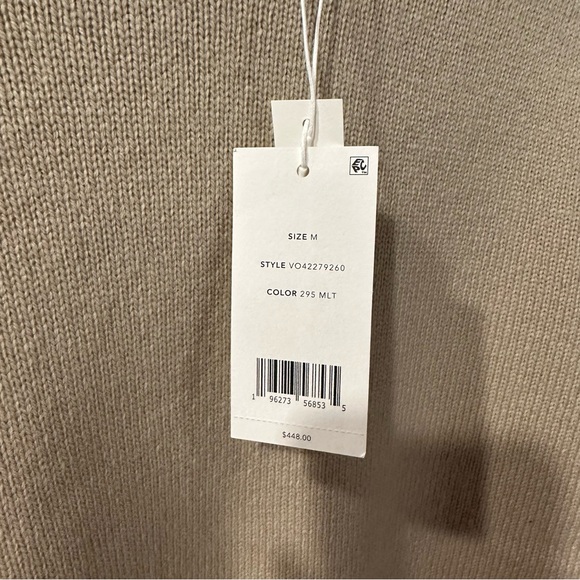 SIZE M
STYLE VO42279260
COLOR 295 MLT
1 96273 56853 5
$448.00